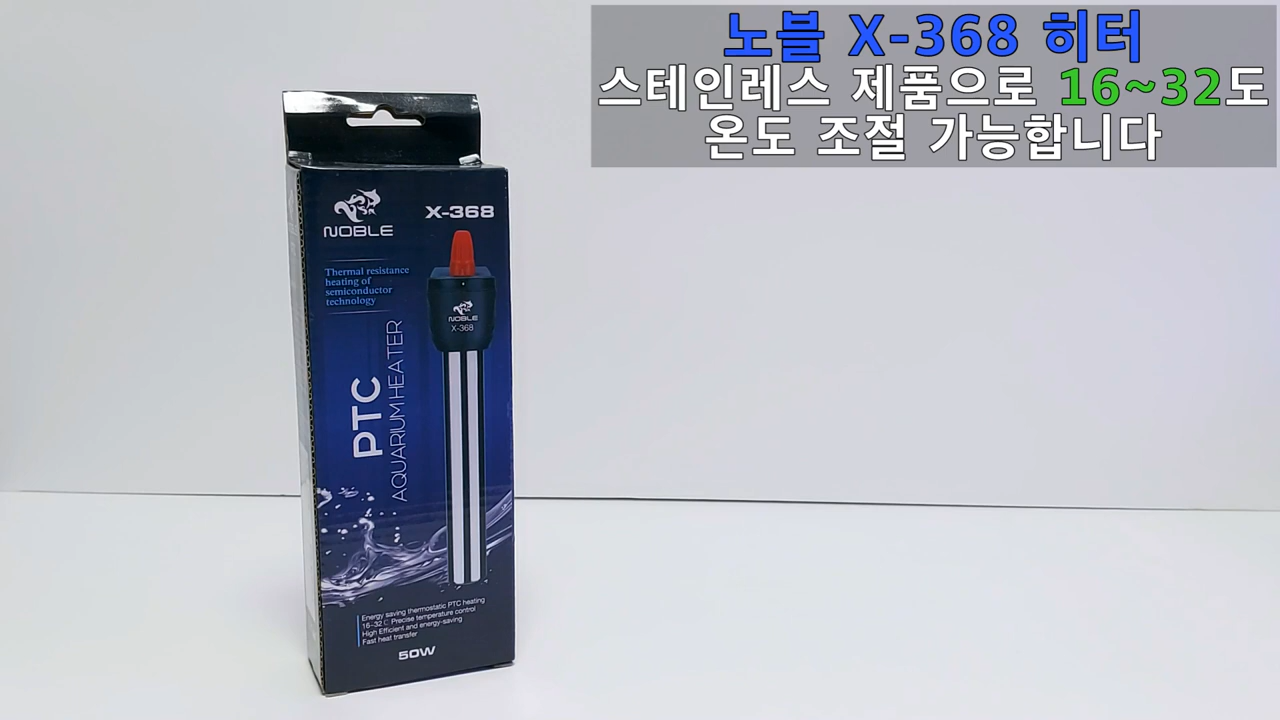 노블 X-368 히터
스테인레스 제품으로 16~32도
온도 조절 가능합니다
NOBLE
X-368
Thermal resistance
heating of
semiconductor
technology
NOBLE
X-368
PTC
AQUARIUM HEATER
Energy saving thermostatic PTC heating
16-32℃ Precise temperature control
High Efficient and energy-saving
Fast heat transfer
50W